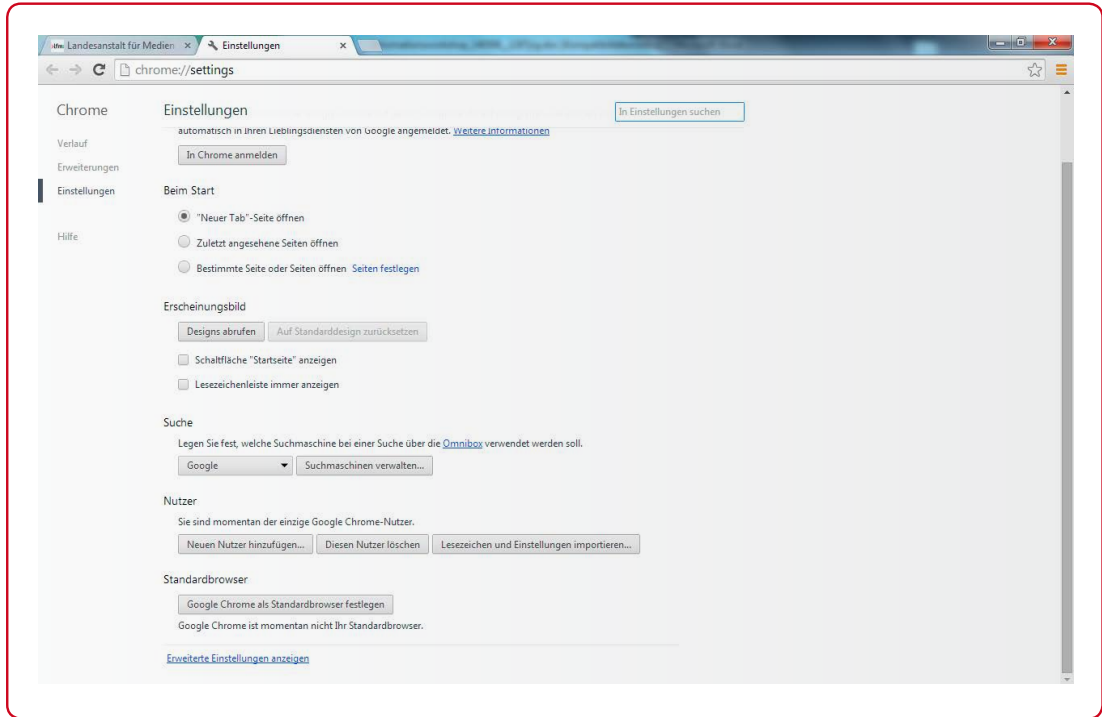 lfm Landesanstalt für Medien
Einstellungen
chrome://settings
Chrome
Verlauf
Erweiterungen
Einstellungen
Hilfe
Einstellungen
In Einstellungen suchen
automatisch in Ihren Lieblingsdiensten von Google angemeldet. Weitere Informationen
In Chrome anmelden
Beim Start
"Neuer Tab"-Seite öffnen
Zuletzt angesehene Seiten öffnen
Bestimmte Seite oder Seiten öffnen Seiten festlegen
Erscheinungsbild
Designs abrufen Auf Standarddesign zurücksetzen
Schaltfläche "Startseite" anzeigen
Lesezeichenleiste immer anzeigen
Suche
Legen Sie fest, welche Suchmaschine bei einer Suche über die Omnibox verwendet werden soll.
Google Suchmaschinen verwalten...
Nutzer
Sie sind momentan der einzige Google Chrome-Nutzer.
Neuen Nutzer hinzufügen... Diesen Nutzer löschen Lesezeichen und Einstellungen importieren...
Standardbrowser
Google Chrome als Standardbrowser festlegen
Google Chrome ist momentan nicht Ihr Standardbrowser.
Erweiterte Einstellungen anzeigen